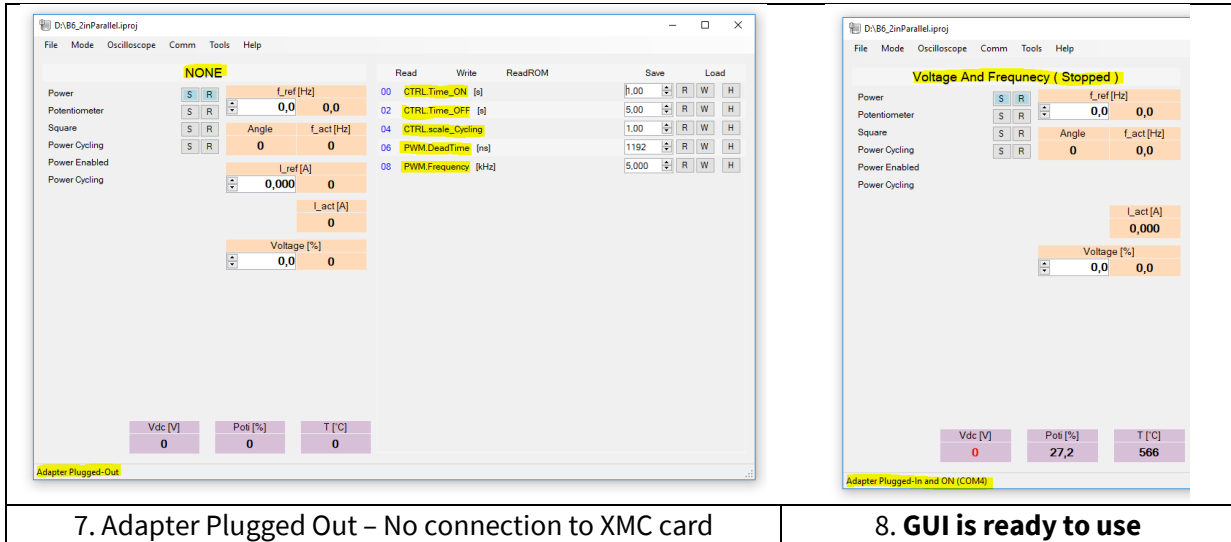 D:\B6_2inParallel.iproj
File Mode Oscilloscope Comm Tools Help
NONE
Read Write ReadROM Save Load
Power S R f_ref [Hz]
Potentiometer S R 0,0 0,0
Square S R Angle f_act [Hz]
Power Cycling S R 0 0
Power Enabled
Power Cycling
I_ref [A]
0,000 0
I_act [A]
0
Voltage [%]
0,0 0
00 CTRL.Time_ON [s] 1,00 R W H
02 CTRL.Time_OFF [s] 5,00 R W H
04 CTRL.scale_Cycling 1,00 R W H
06 PWM.DeadTime [ns] 1192 R W H
08 PWM.Frequency [kHz] 5,000 R W H
Vdc [V] Poti [%] T [°C]
0 0 0
Adapter Plugged-Out
7. Adapter Plugged Out – No connection to XMC card
D:\B6_2inParallel.iproj
File Mode Oscilloscope Comm Tools Help
Voltage And Frequnecy ( Stopped )
Power S R f_ref [Hz]
Potentiometer S R 0,0 0,0
Square S R Angle f_act [Hz]
Power Cycling S R 0 0,0
Power Enabled
Power Cycling
I_act [A]
0,000
Voltage [%]
0,0 0,0
Vdc [V] Poti [%] T [°C]
0 27,2 566
Adapter Plugged-In and ON (COM4)
8. GUI is ready to use